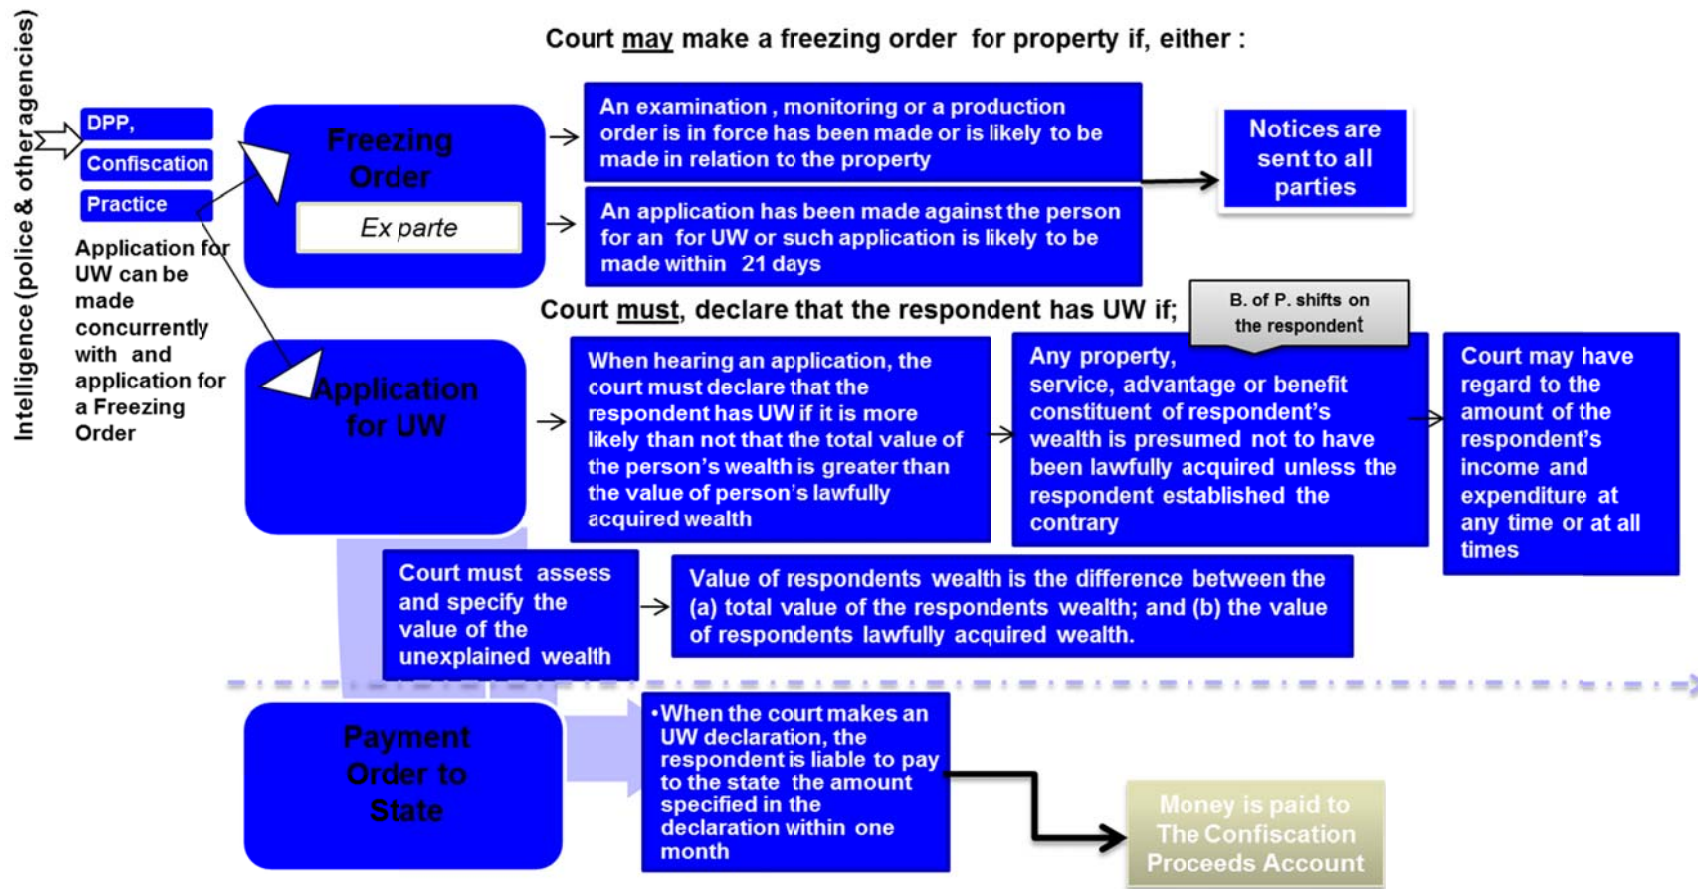 Intelligence (police & other agencies)
Court may make a freezing order for property if, either :
DPP,
Confiscation
Practice
Application for
UW can be
made
concurrently
with and
application for
a Freezing
Order
Freezing
Order
Ex parte
An examination , monitoring or a production
order is in force has been made or is likely to be
made in relation to the property
An application has been made against the person
for an for UW or such application is likely to be
made within 21 days
Notices are
sent to all
parties
Court must, declare that the respondent has UW if;
B. of P. shifts on
the respondent
Application
for UW
When hearing an application, the
court must declare that the
respondent has UW if it is more
likely than not that the total value of
the person's wealth is greater than
the value of person's lawfully
acquired wealth
Any property,
service, advantage or benefit
constituent of respondent's
wealth is presumed not to have
been lawfully acquired unless the
respondent established the
contrary
Court may have
regard to the
amount of the
respondent's
income and
expenditure at
any time or at all
times
Court must assess
and specify the
value of the
unexplained wealth
Value of respondents wealth is the difference between the
(a) total value of the respondents wealth; and (b) the value
of respondents lawfully acquired wealth.
Payment
Order to
State
•When the court makes an
UW declaration, the
respondent is liable to pay
to the state the amount
specified in the
declaration within one
month
Money is paid to
The Confiscation
Proceeds Account